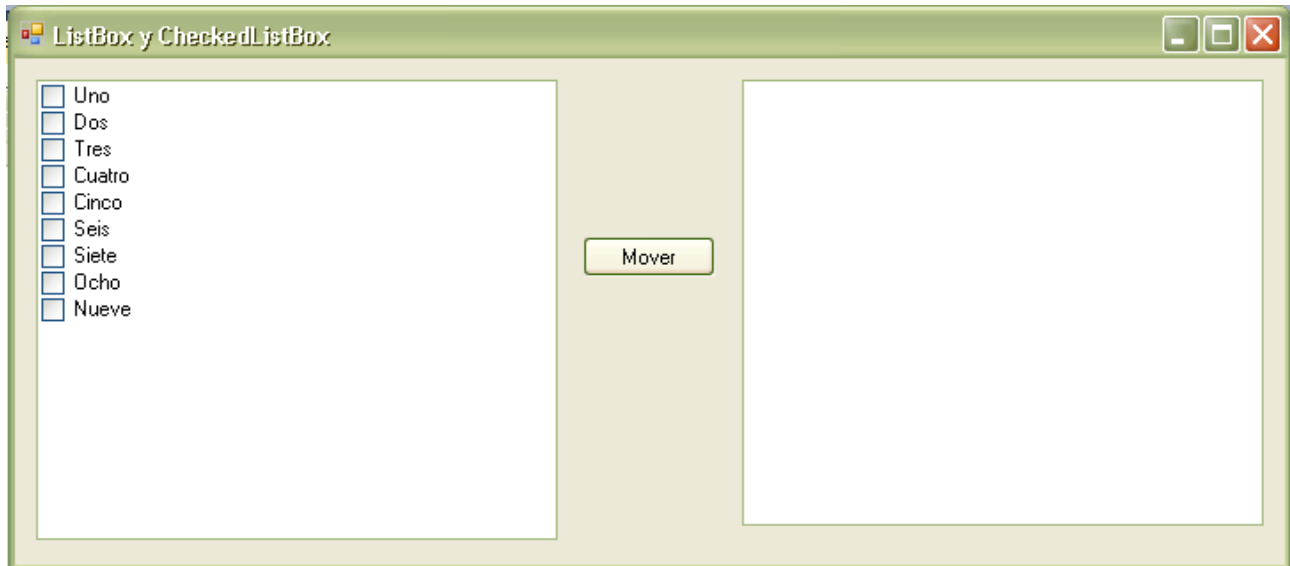 ListBox y CheckedListBox
Uno
Dos
Tres
Cuatro
Cinco
Seis
Siete
Ocho
Nueve
Mover